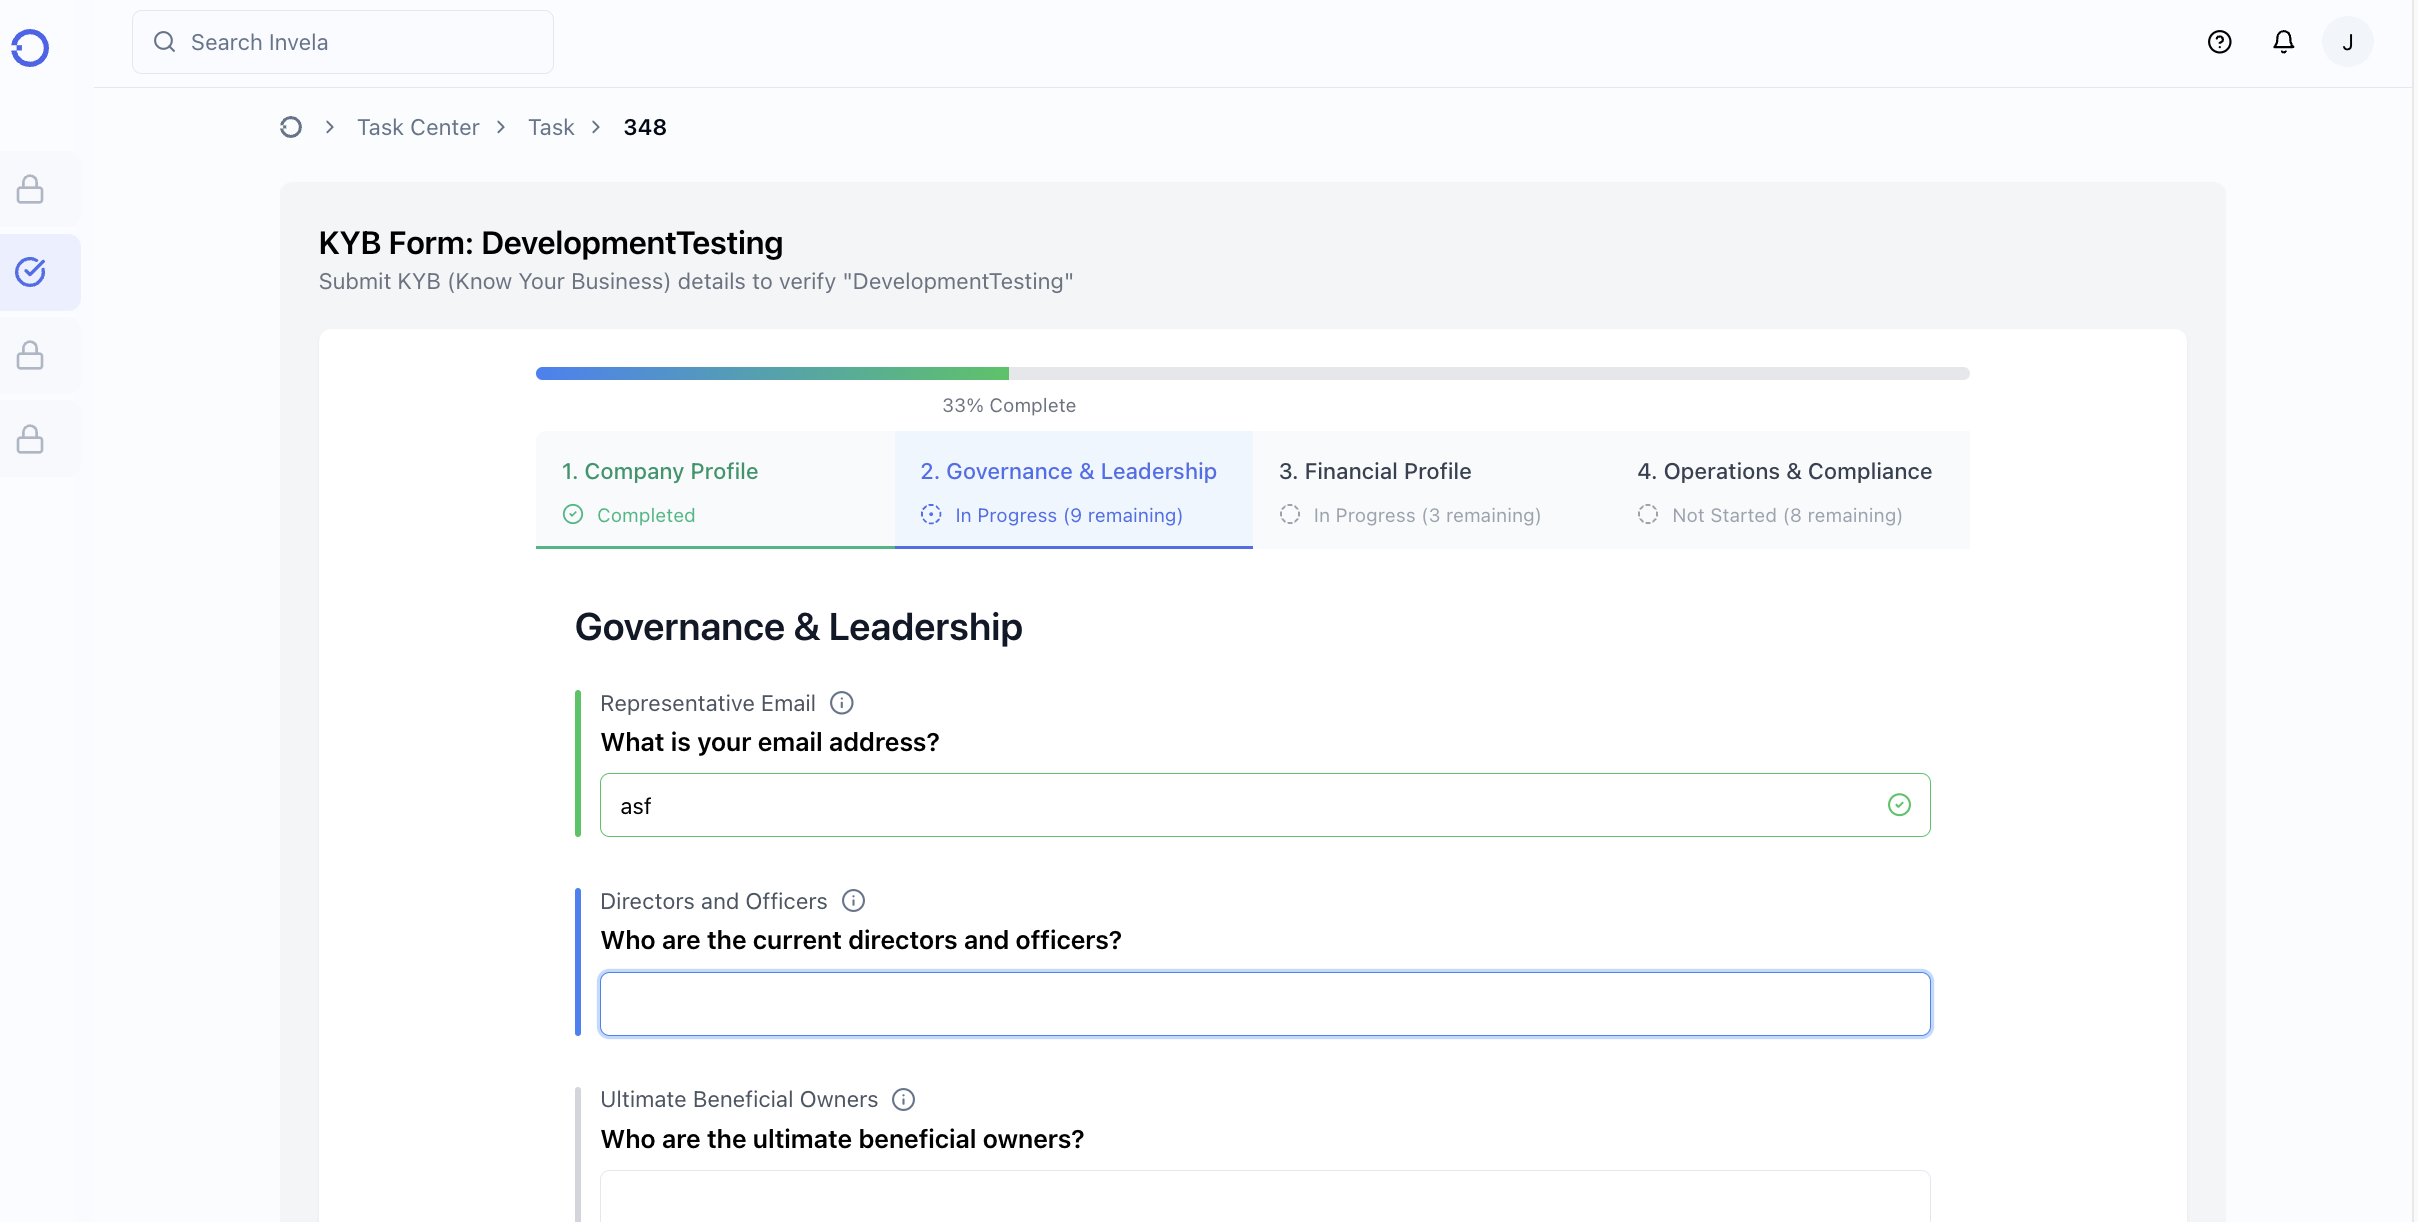 Search Invela
J
Task Center > Task > 348
KYB Form: DevelopmentTesting
Submit KYB (Know Your Business) details to verify "DevelopmentTesting"
33% Complete
1. Company Profile
Completed
2. Governance & Leadership
In Progress (9 remaining)
3. Financial Profile
In Progress (3 remaining)
4. Operations & Compliance
Not Started (8 remaining)
Governance & Leadership
Representative Email
What is your email address?
asf
Directors and Officers
Who are the current directors and officers?
Ultimate Beneficial Owners
Who are the ultimate beneficial owners?